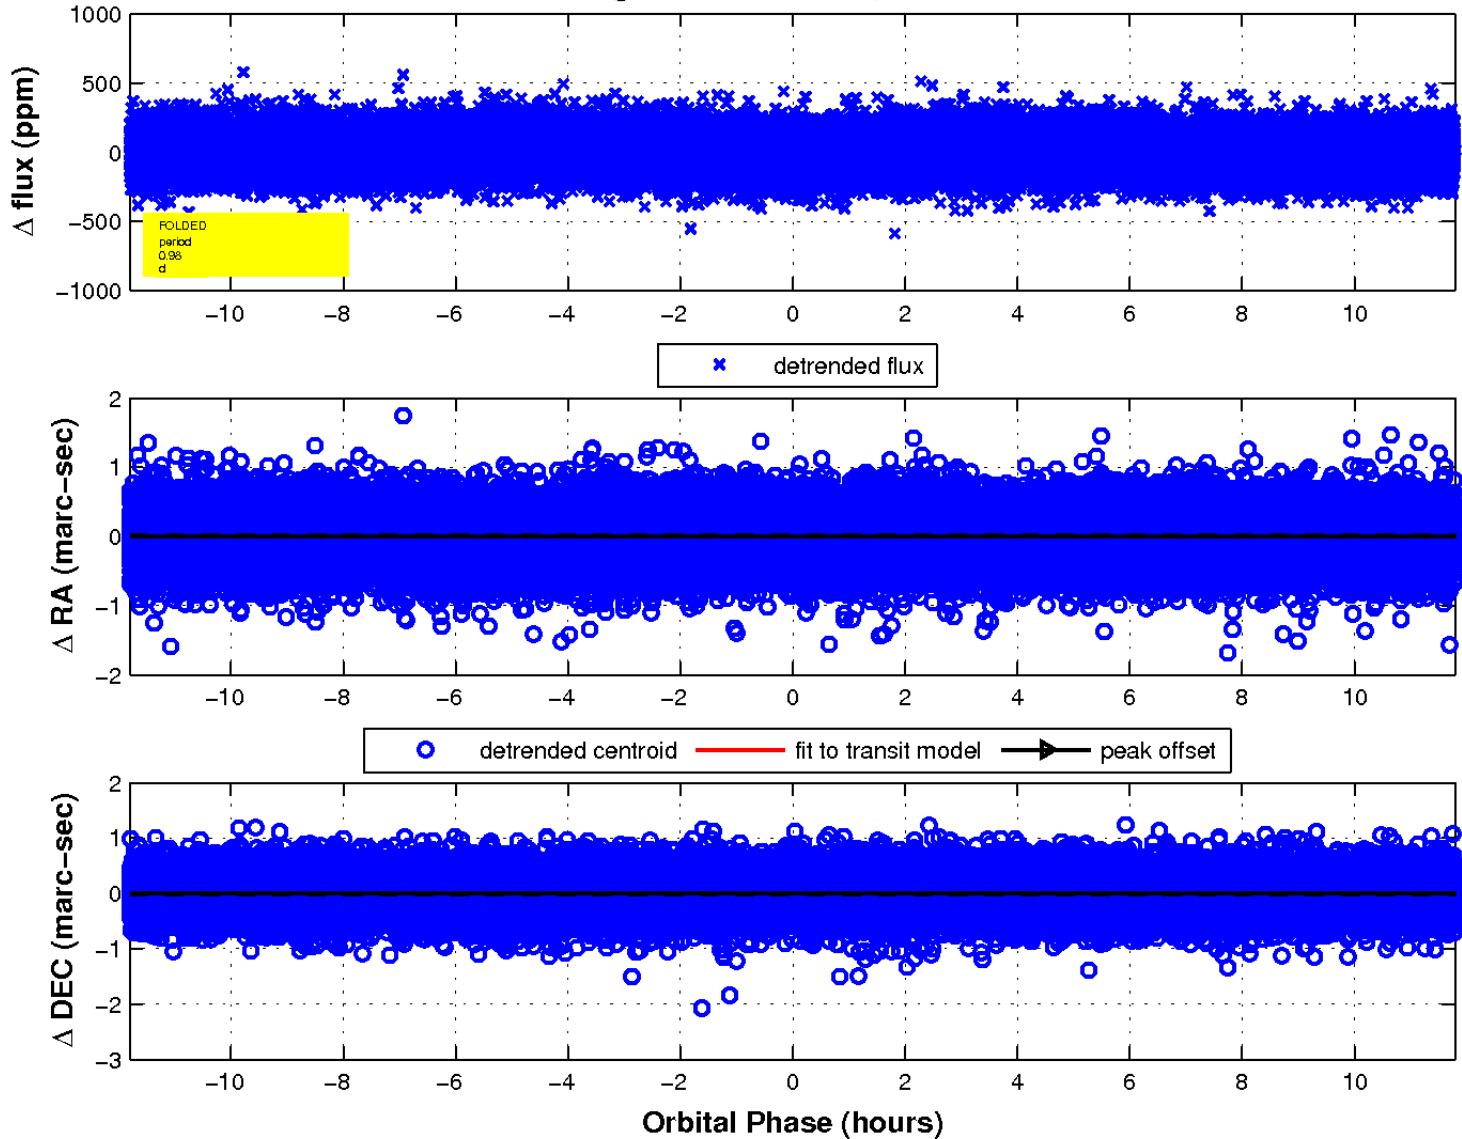 1000
500
0
−500
−1000
Δ flux (ppm)
FOLDED
period
0.98
d
−10 −8 −6 −4 −2 0 2 4 6 8 10
detrended flux
2
1
0
−1
−2
Δ RA (marc−sec)
−10 −8 −6 −4 −2 0 2 4 6 8 10
detrended centroid fit to transit model peak offset
2
1
0
−1
−2
−3
Δ DEC (marc−sec)
−10 −8 −6 −4 −2 0 2 4 6 8 10
Orbital Phase (hours)